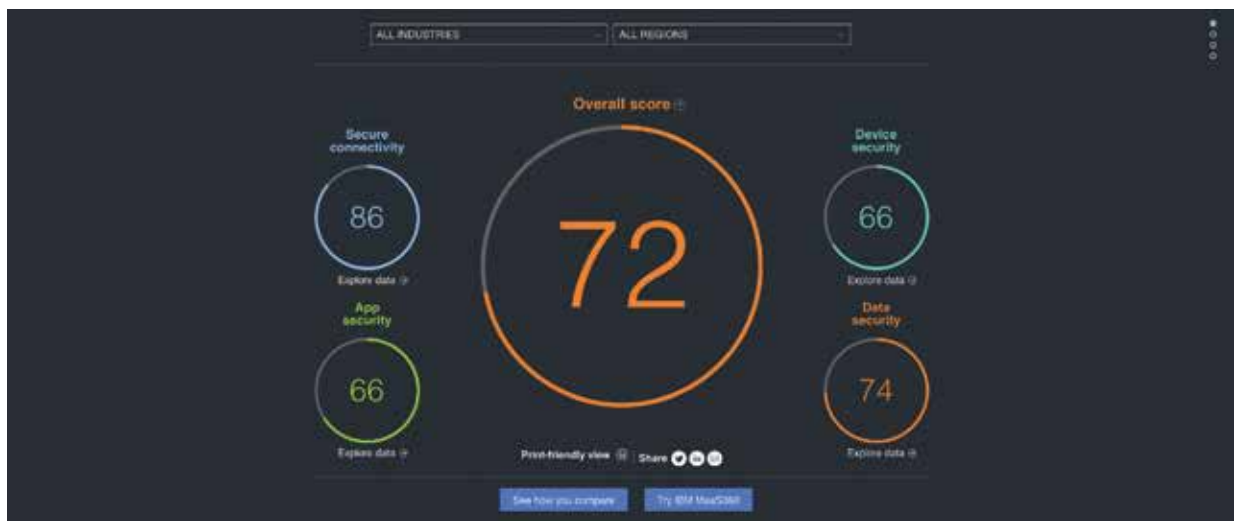 ALL INDUSTRIES
ALL REGIONS
Overall score
Secure
connectivity
86
Explore data
App
security
66
Explore data
72
Device
security
66
Explore data
Data
security
74
Explore data
Print-friendly view
Share
See how you compare
Try IBM MaaS360